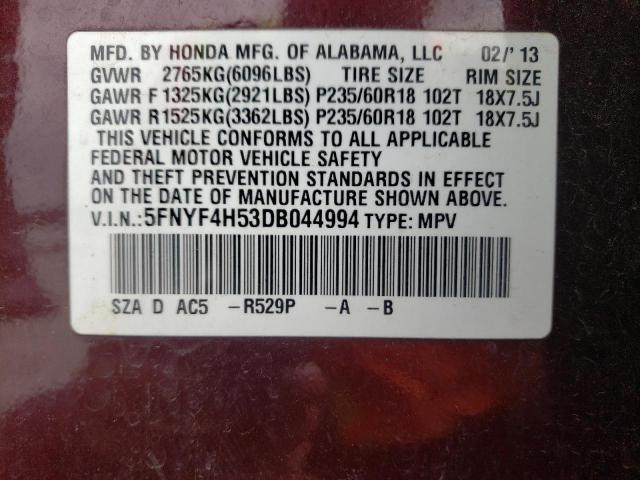 MFD. BY HONDA MFG. OF ALABAMA, LLC 02/'13
GVWR 2765KG(6096LBS) TIRE SIZE RIM SIZE
GAWR F 1325KG(2921LBS) P235/60R18 102T 18X7.5J
GAWR R 1525KG(3362LBS) P235/60R18 102T 18X7.5J
THIS VEHICLE CONFORMS TO ALL APPLICABLE
FEDERAL MOTOR VEHICLE SAFETY
AND THEFT PREVENTION STANDARDS IN EFFECT
ON THE DATE OF MANUFACTURE SHOWN ABOVE.
V.I.N.:5FNYF4H53DB044994 TYPE: MPV
SZA D AC5 -R529P -A -B